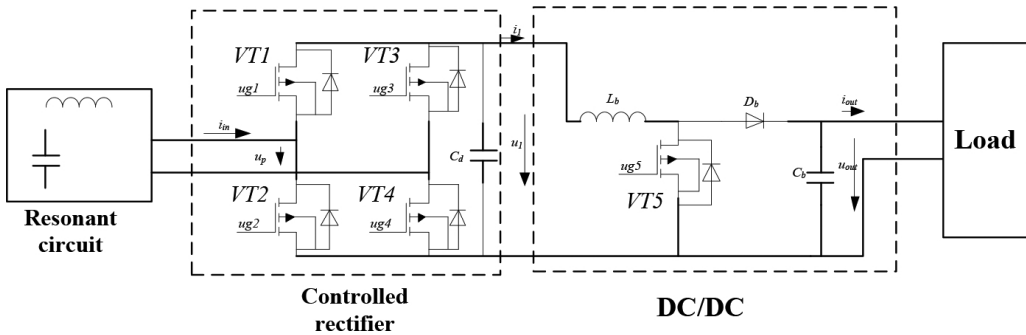 i1
VT1
VT3
ug1
ug3
Lb
Db
iout
iin
up
Cd
u1
ug5
VT5
Cb
uout
Load
VT2
VT4
ug2
ug4
Resonant
circuit
Controlled
rectifier
DC/DC